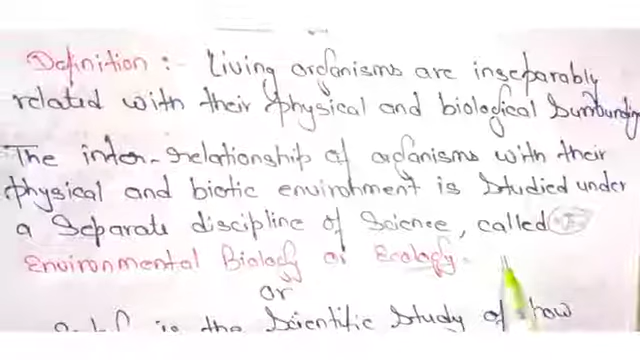 Definition :- Living organisms are inseparably
related with their physical and biological Surrounding
The inter-relationship of organisms with their
physical and biotic environment is studied under
a Separate discipline of Science, called
Environmental Biology or Ecology.
or
is the Scientific study of how